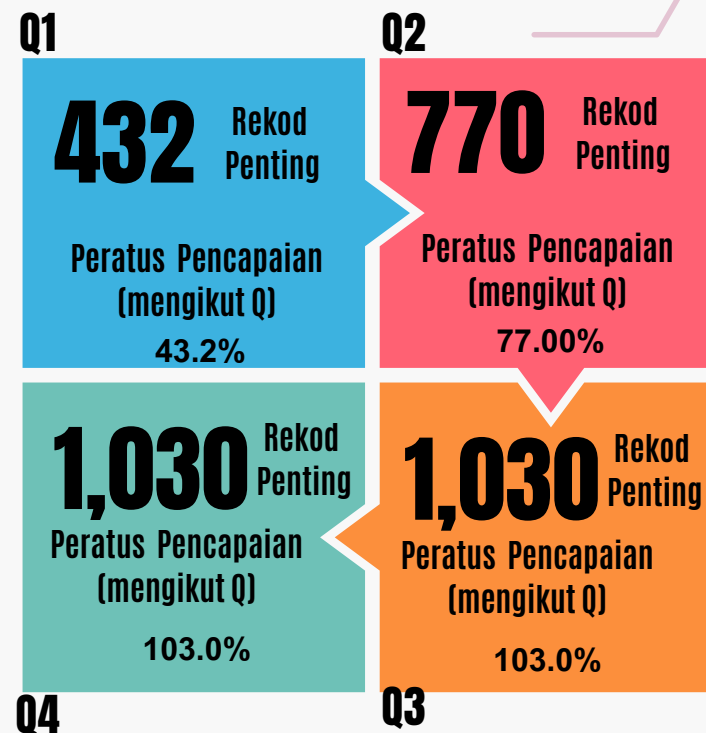 Q1
432 Rekod
Penting
Peratus Pencapaian
(mengikut Q)
43.2%
Q2
770 Rekod
Penting
Peratus Pencapaian
(mengikut Q)
77.00%
1,030 Rekod
Penting
Peratus Pencapaian
(mengikut Q)
103.0%
Q3
1,030 Rekod
Penting
Peratus Pencapaian
(mengikut Q)
103.0%
Q4